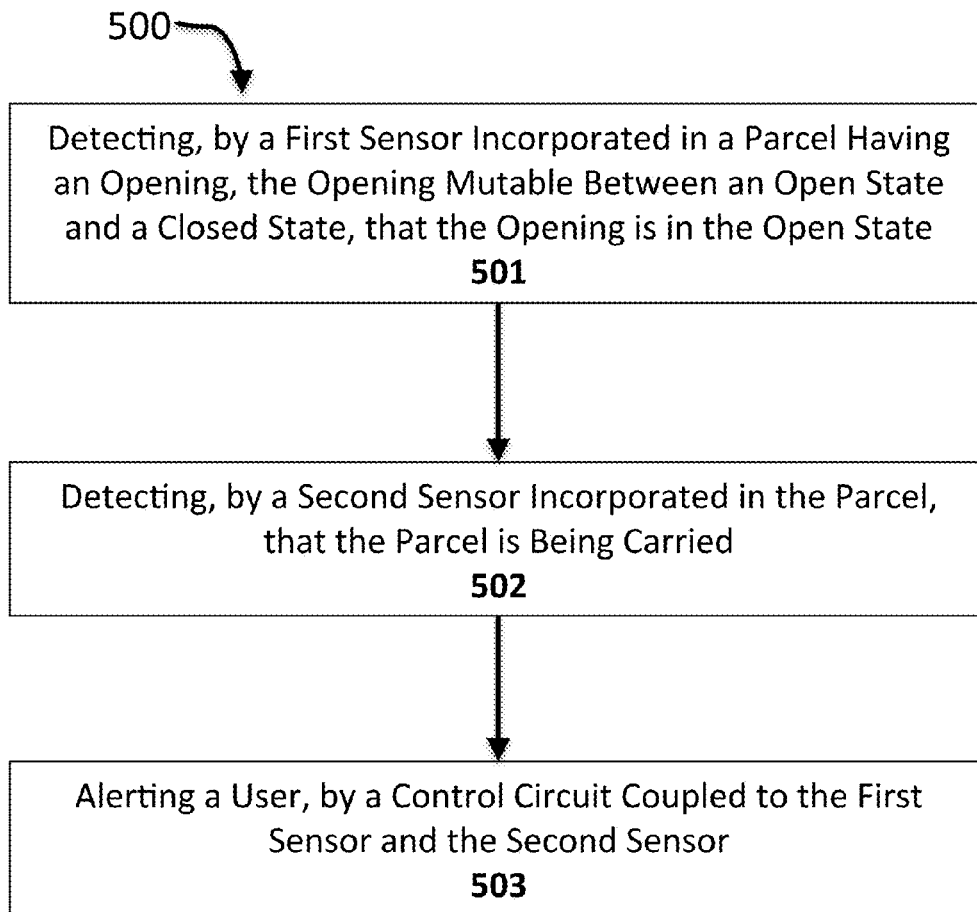 500
Detecting, by a First Sensor Incorporated in a Parcel Having
an Opening, the Opening Mutable Between an Open State
and a Closed State, that the Opening is in the Open State
501
Detecting, by a Second Sensor Incorporated in the Parcel,
that the Parcel is Being Carried
502
Alerting a User, by a Control Circuit Coupled to the First
Sensor and the Second Sensor
503